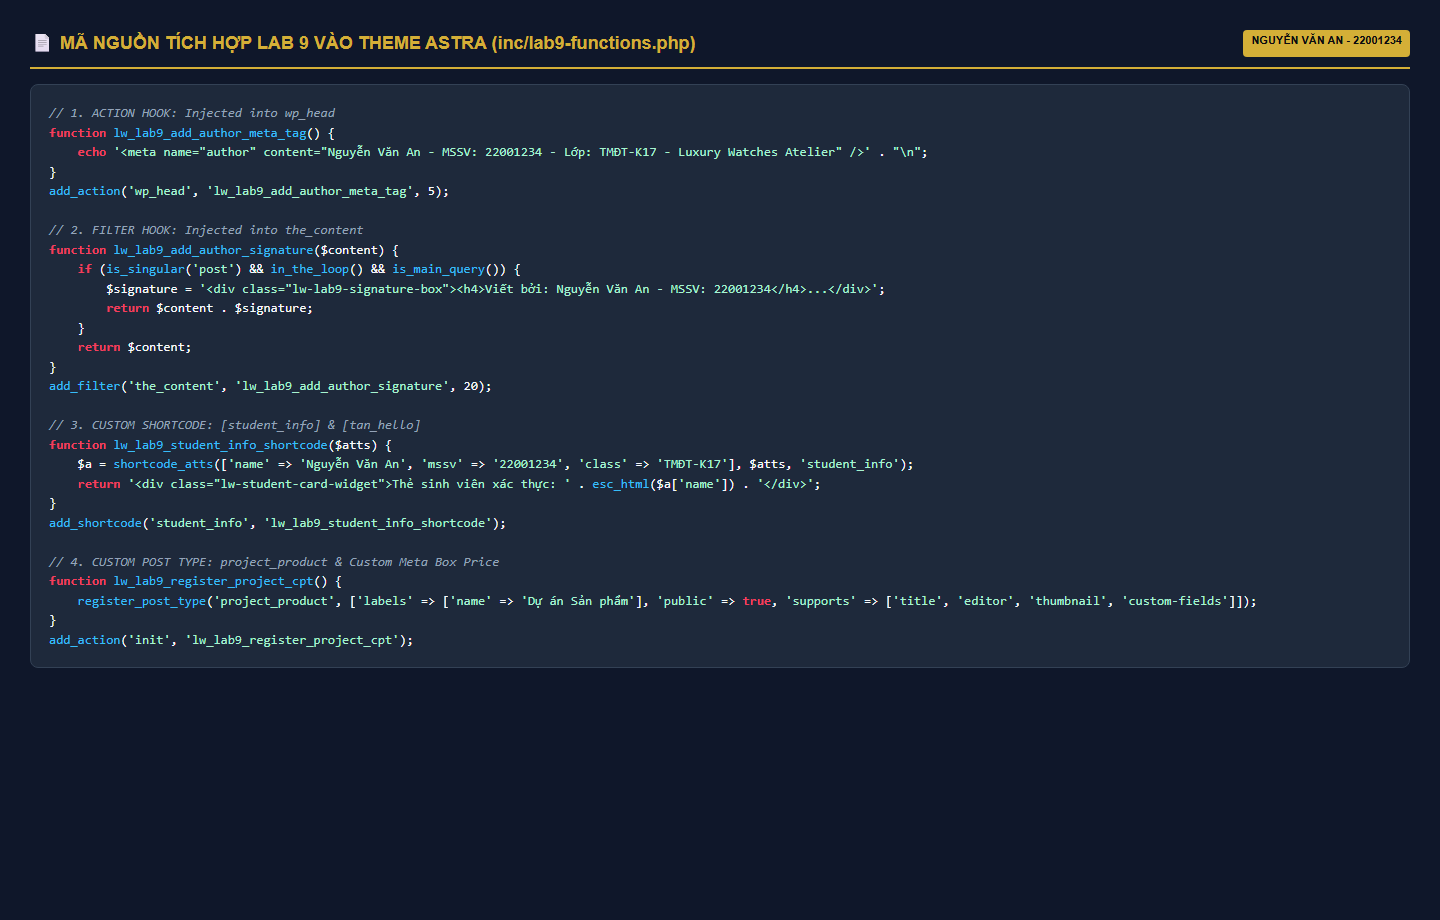 📄 MÃ NGUỒN TÍCH HỢP LAB 9 VÀO THEME ASTRA (inc/lab9-functions.php)
NGUYỄN VĂN AN - 22001234
// 1. ACTION HOOK: Injected into wp_head
function lw_lab9_add_author_meta_tag() {
    echo '<meta name="author" content="Nguyễn Văn An - MSSV: 22001234 - Lớp: TMĐT-K17 - Luxury Watches Atelier" />' . "\n";
}
add_action('wp_head', 'lw_lab9_add_author_meta_tag', 5);
// 2. FILTER HOOK: Injected into the_content
function lw_lab9_add_author_signature($content) {
    if (is_singular('post') && in_the_loop() && is_main_query()) {
        $signature = '<div class="lw-lab9-signature-box"><h4>Viết bởi: Nguyễn Văn An - MSSV: 22001234</h4>...</div>';
        return $content . $signature;
    }
    return $content;
}
add_filter('the_content', 'lw_lab9_add_author_signature', 20);
// 3. CUSTOM SHORTCODE: [student_info] & [tan_hello]
function lw_lab9_student_info_shortcode($atts) {
    $a = shortcode_atts(['name' => 'Nguyễn Văn An', 'mssv' => '22001234', 'class' => 'TMĐT-K17'], $atts, 'student_info');
    return '<div class="lw-student-card-widget">Thẻ sinh viên xác thực: ' . esc_html($a['name']) . '</div>';
}
add_shortcode('student_info', 'lw_lab9_student_info_shortcode');
// 4. CUSTOM POST TYPE: project_product & Custom Meta Box Price
function lw_lab9_register_project_cpt() {
    register_post_type('project_product', ['labels' => ['name' => 'Dự án Sản phẩm'], 'public' => true, 'supports' => ['title', 'editor', 'thumbnail', 'custom-fields']]);
}
add_action('init', 'lw_lab9_register_project_cpt');